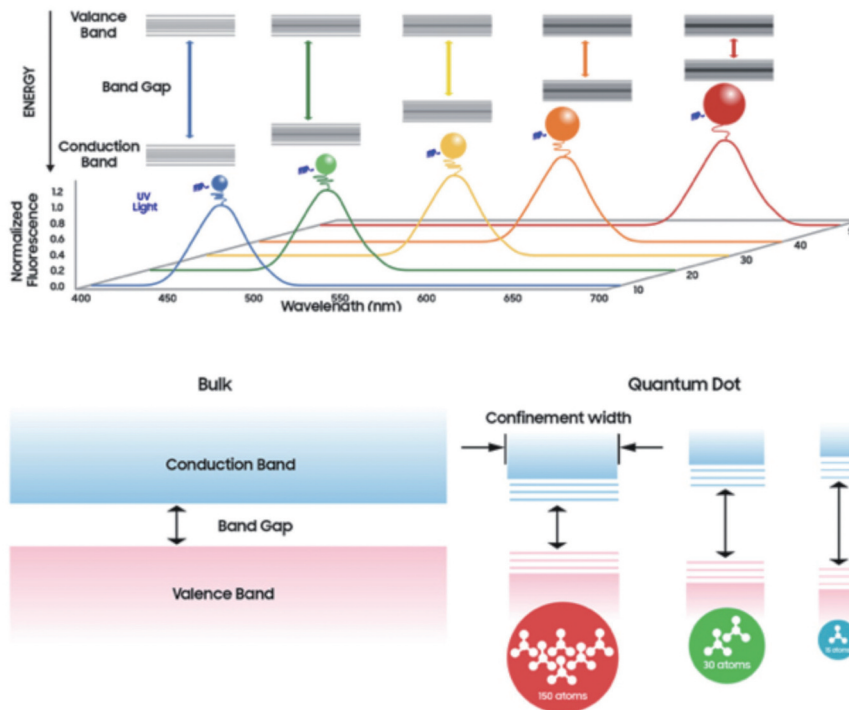 Valance
Band
ENERGY
Band Gap
Conduction
Band
Normalized
Fluorescence
1.2
1.0
0.8
0.6
0.4
0.2
0.0
UV
Light
400
450
500
550
600
650
700
10
20
30
40
Wavelength (nm)
Bulk
Quantum Dot
Confinement width
Conduction Band
Band Gap
Valence Band
150 atoms
30 atoms